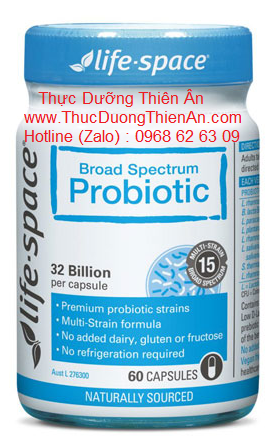 life-space
Thực Dưỡng Thiên Ân
www.ThucDuongThienAn.com
Hotline (Zalo) : 0968 62 63 09
life-space
Broad Spectrum
Probiotic
32 Billion
per capsule
MULTI-STRAIN
15
BROAD SPECTRUM
• Premium probiotic strains
• Multi-Strain formula
• No added dairy, gluten or fructose
• No refrigeration required
Aust L 276300
60 CAPSULES
NATURALLY SOURCED